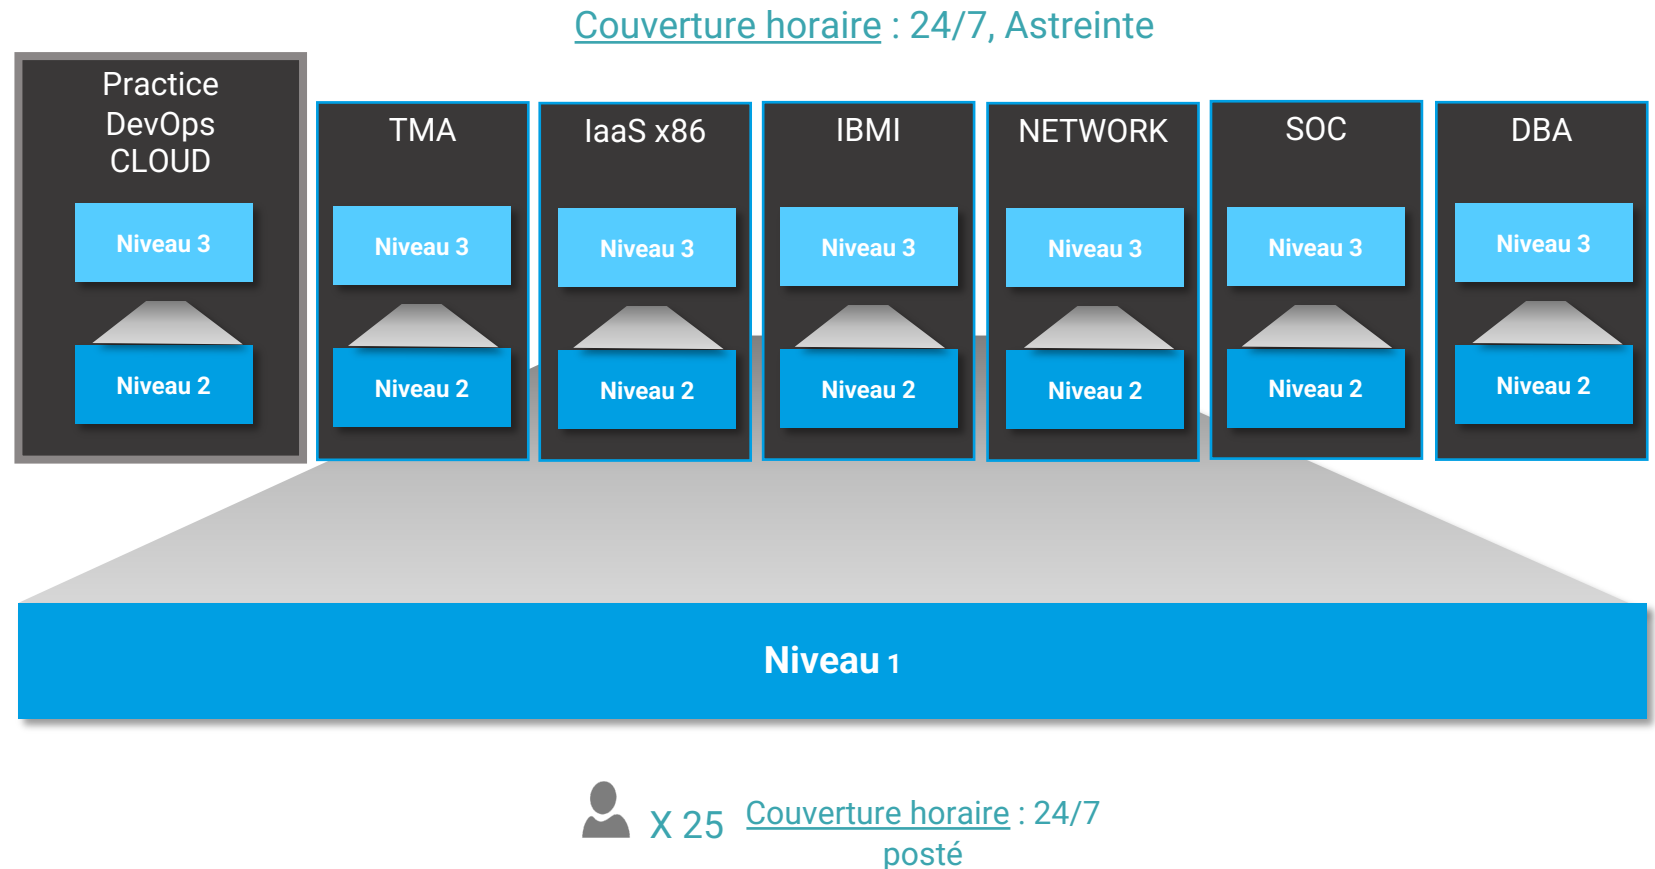 Couverture horaire : 24/7, Astreinte
Practice
DevOps
CLOUD
Niveau 3
Niveau 2
TMA
Niveau 3
Niveau 2
IaaS x86
Niveau 3
Niveau 2
IBMI
Niveau 3
Niveau 2
NETWORK
Niveau 3
Niveau 2
SOC
Niveau 3
Niveau 2
DBA
Niveau 3
Niveau 2
Niveau 1
X 25
Couverture horaire : 24/7
posté